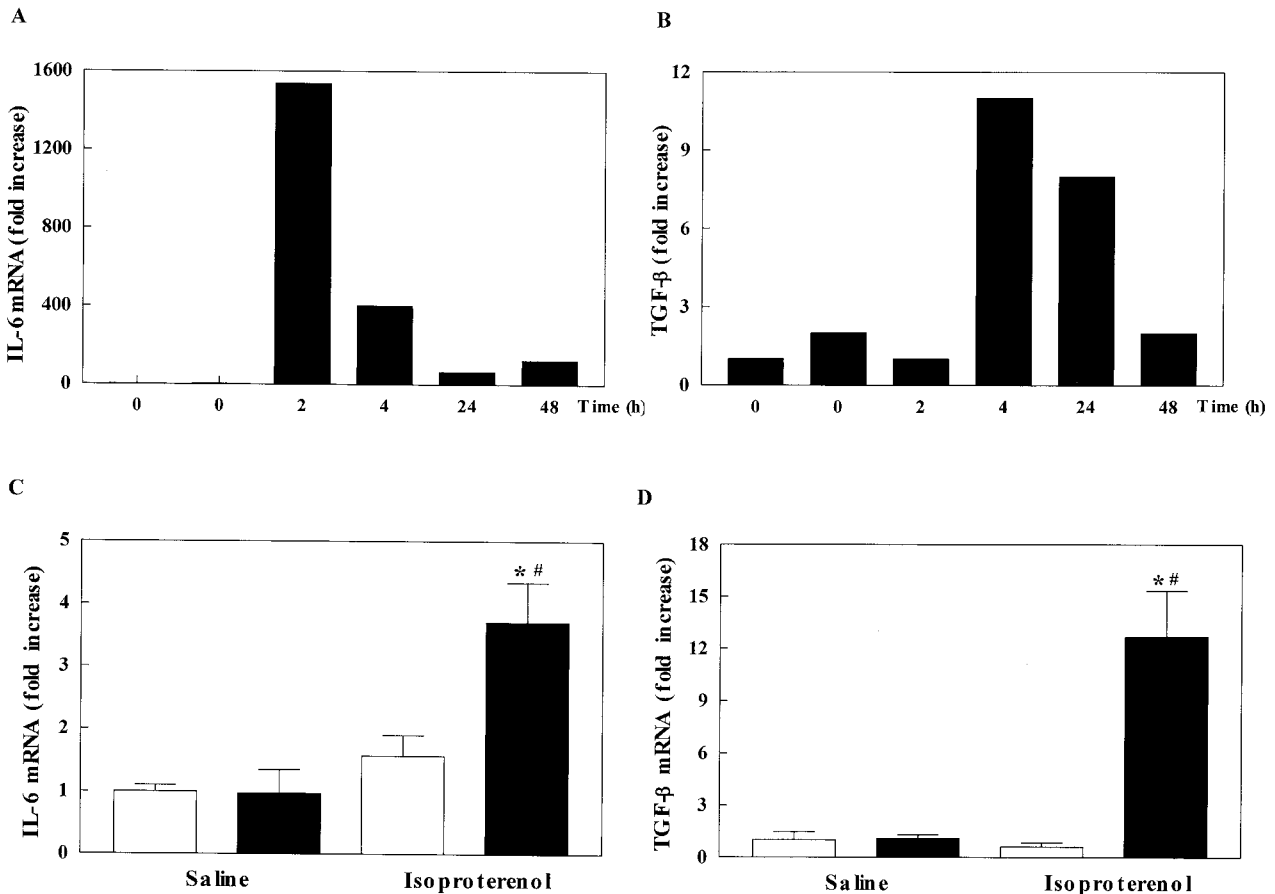 A
IL-6 mRNA (fold increase)
1600
1200
800
400
0
0 0 2 4 24 48 Time (h)
B
TGF-β (fold increase)
12
9
6
3
0
0 0 2 4 24 48 Time (h)
C
IL-6 mRNA (fold increase)
5
4
3
2
1
0
* #
Saline Isoproterenol
D
TGF-β mRNA (fold increase)
18
15
12
9
6
3
0
* #
Saline Isoproterenol